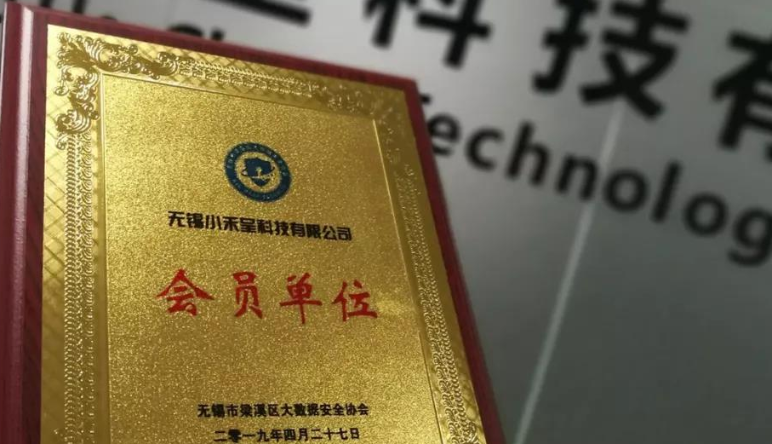 科技有
Technolog
无锡小禾呈科技有限公司
会员单位
无锡市梁溪区大数据安全协会
二零一九年四月二十七日